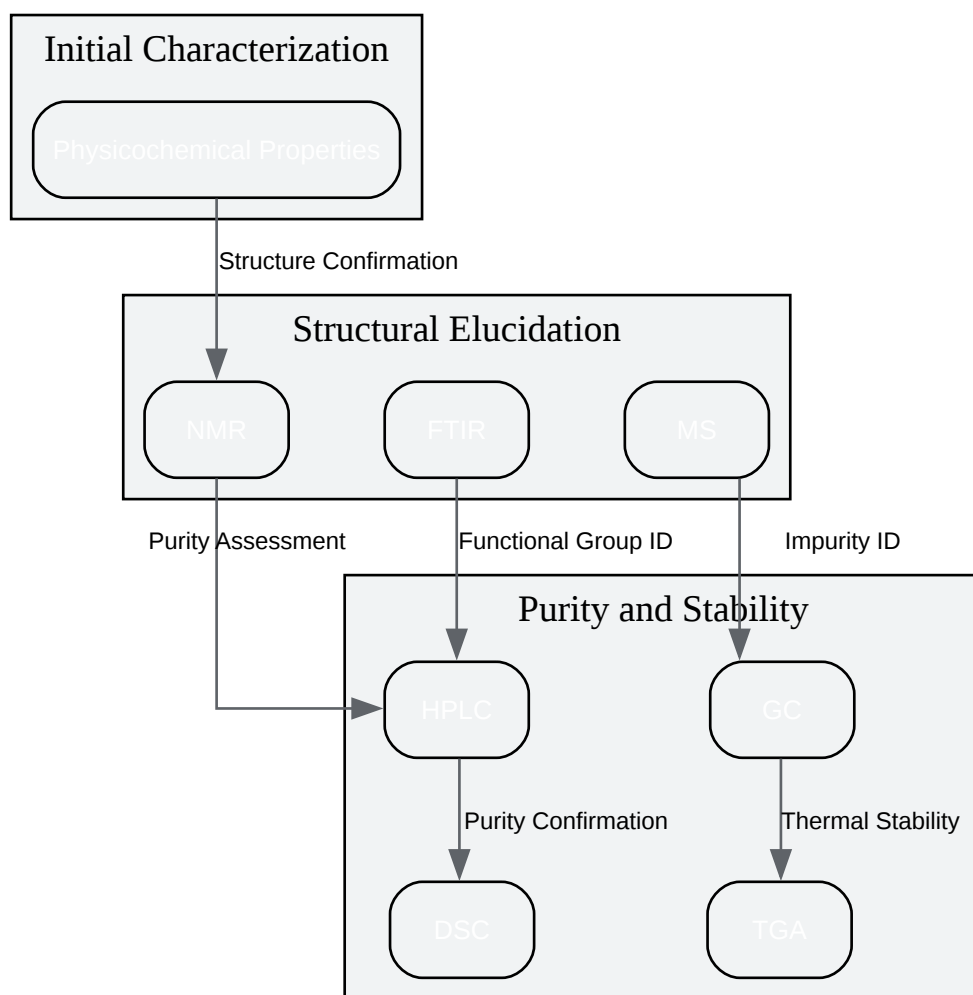 Initial Characterization
Physicochemical Properties
Structure Confirmation
Structural Elucidation
NMR
FTIR
MS
Purity Assessment
Functional Group ID
Impurity ID
Purity and Stability
HPLC
GC
Purity Confirmation
Thermal Stability
DSC
TGA